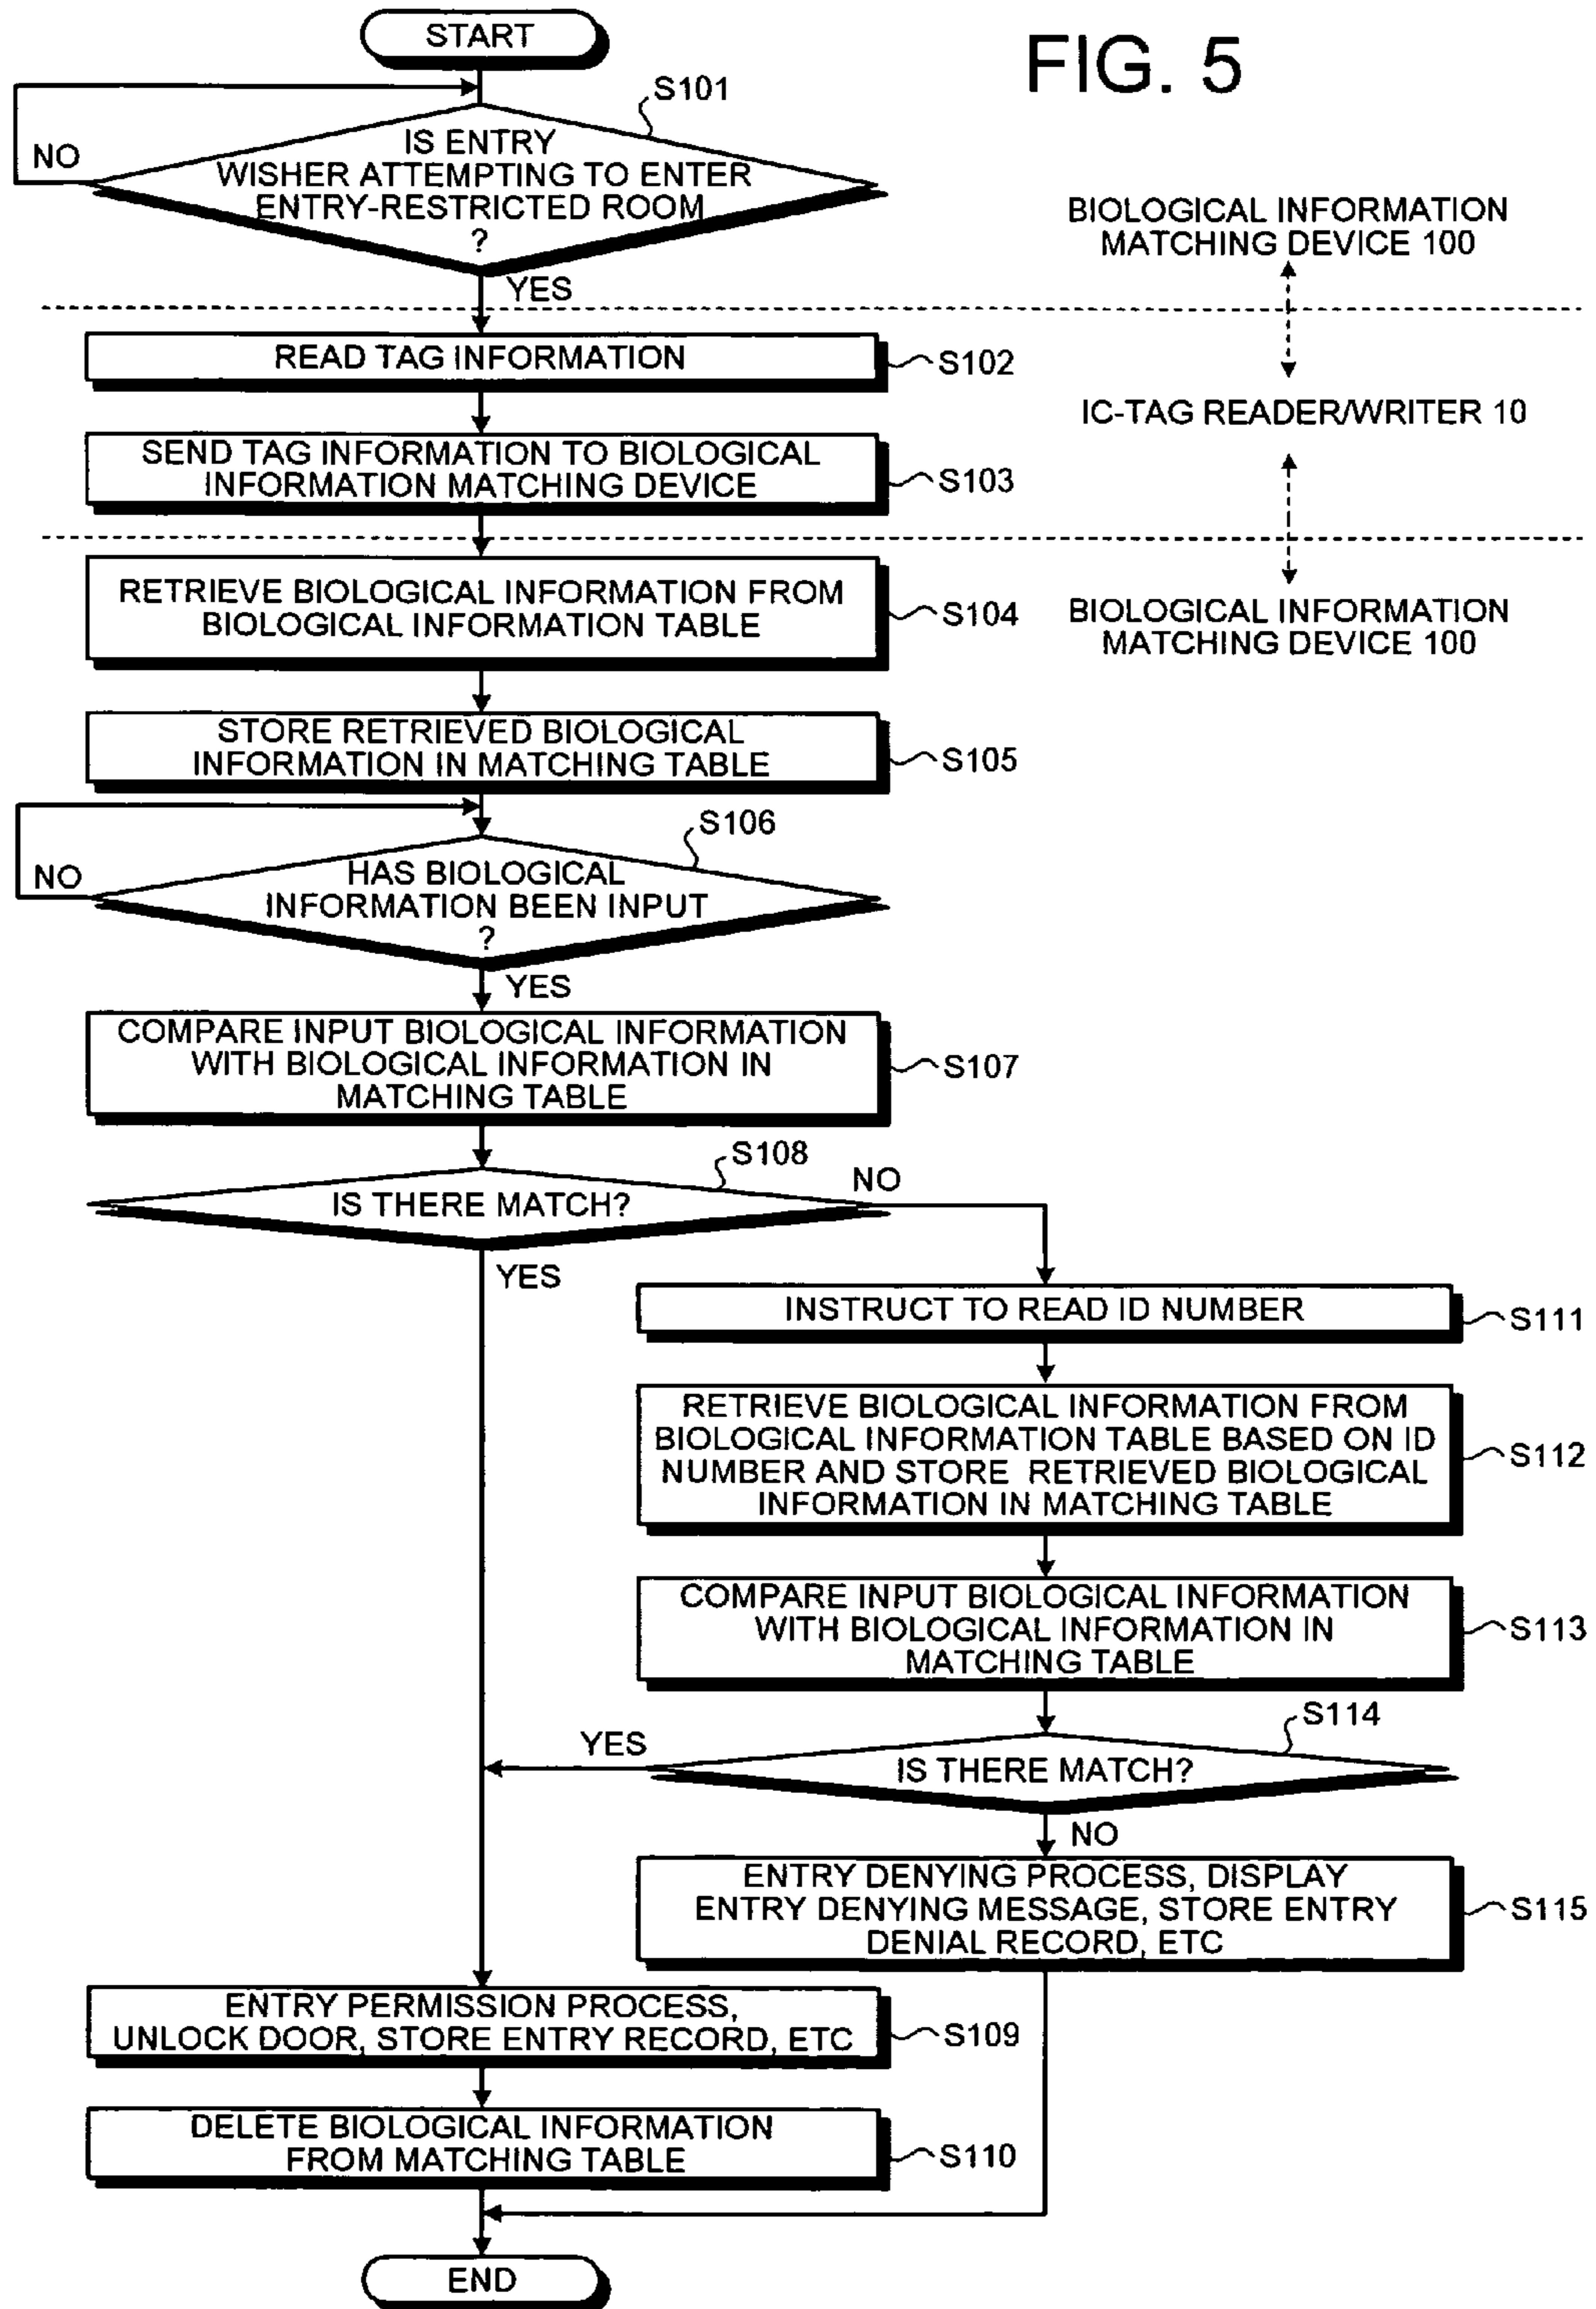 START
FIG. 5
S101
IS ENTRY
WISHER ATTEMPTING TO ENTER
ENTRY-RESTRICTED ROOM
?
NO
YES
BIOLOGICAL INFORMATION
MATCHING DEVICE 100
READ TAG INFORMATION
S102
IC-TAG READER/WRITER 10
SEND TAG INFORMATION TO BIOLOGICAL
INFORMATION MATCHING DEVICE
S103
RETRIEVE BIOLOGICAL INFORMATION FROM
BIOLOGICAL INFORMATION TABLE
S104
BIOLOGICAL INFORMATION
MATCHING DEVICE 100
STORE RETRIEVED BIOLOGICAL
INFORMATION IN MATCHING TABLE
S105
S106
HAS BIOLOGICAL
INFORMATION BEEN INPUT
?
NO
YES
COMPARE INPUT BIOLOGICAL INFORMATION
WITH BIOLOGICAL INFORMATION IN
MATCHING TABLE
S107
S108
IS THERE MATCH?
NO
YES
INSTRUCT TO READ ID NUMBER
S111
RETRIEVE BIOLOGICAL INFORMATION FROM
BIOLOGICAL INFORMATION TABLE BASED ON ID
NUMBER AND STORE RETRIEVED BIOLOGICAL
INFORMATION IN MATCHING TABLE
S112
COMPARE INPUT BIOLOGICAL INFORMATION
WITH BIOLOGICAL INFORMATION IN
MATCHING TABLE
S113
S114
IS THERE MATCH?
YES
NO
ENTRY DENYING PROCESS, DISPLAY
ENTRY DENYING MESSAGE, STORE ENTRY
DENIAL RECORD, ETC
S115
ENTRY PERMISSION PROCESS,
UNLOCK DOOR, STORE ENTRY RECORD, ETC
S109
DELETE BIOLOGICAL INFORMATION
FROM MATCHING TABLE
S110
END